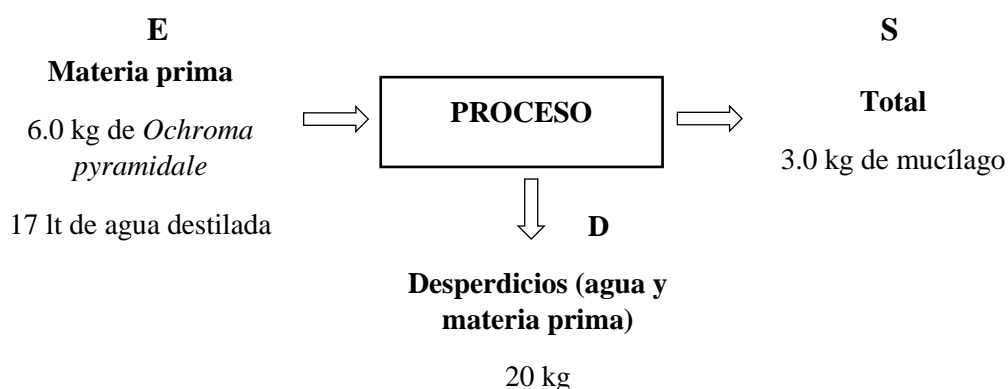 E
Materia prima
6.0 kg de Ochroma
pyramidale
17 lt de agua destilada
PROCESO
S
Total
3.0 kg de mucílago
D
Desperdicios (agua y
materia prima)
20 kg